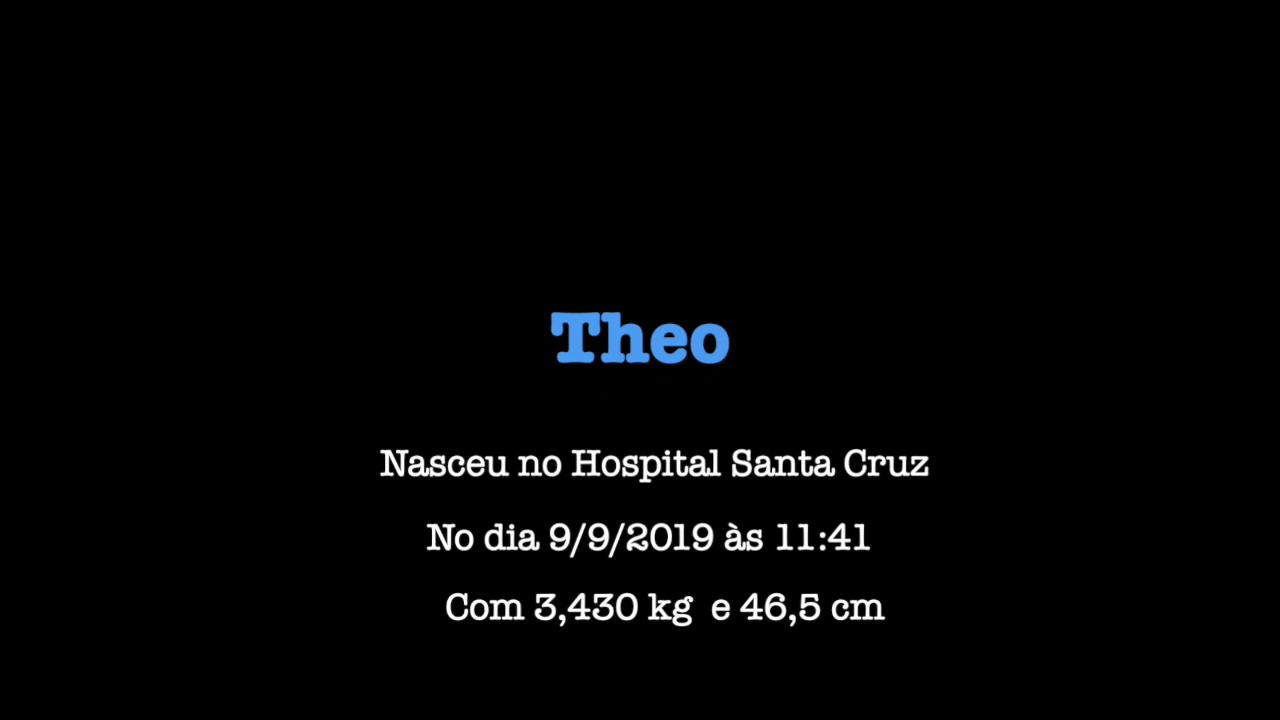 Theo
Nasceu no Hospital Santa Cruz
No dia 9/9/2019 às 11:41
Com 3,430 kg e 46,5 cm